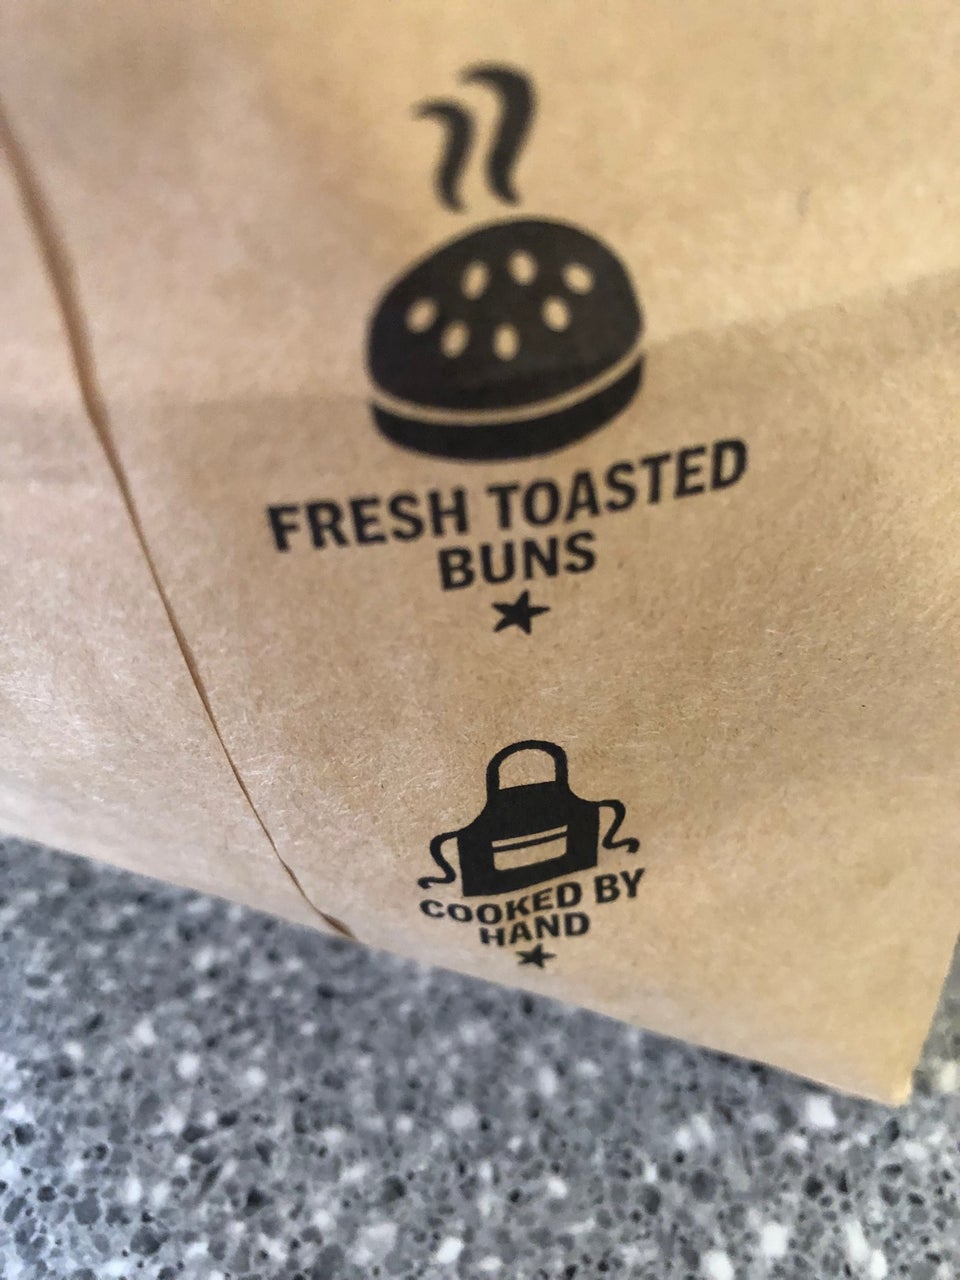 FRESH TOASTED
BUNS
COOKED BY
HAND